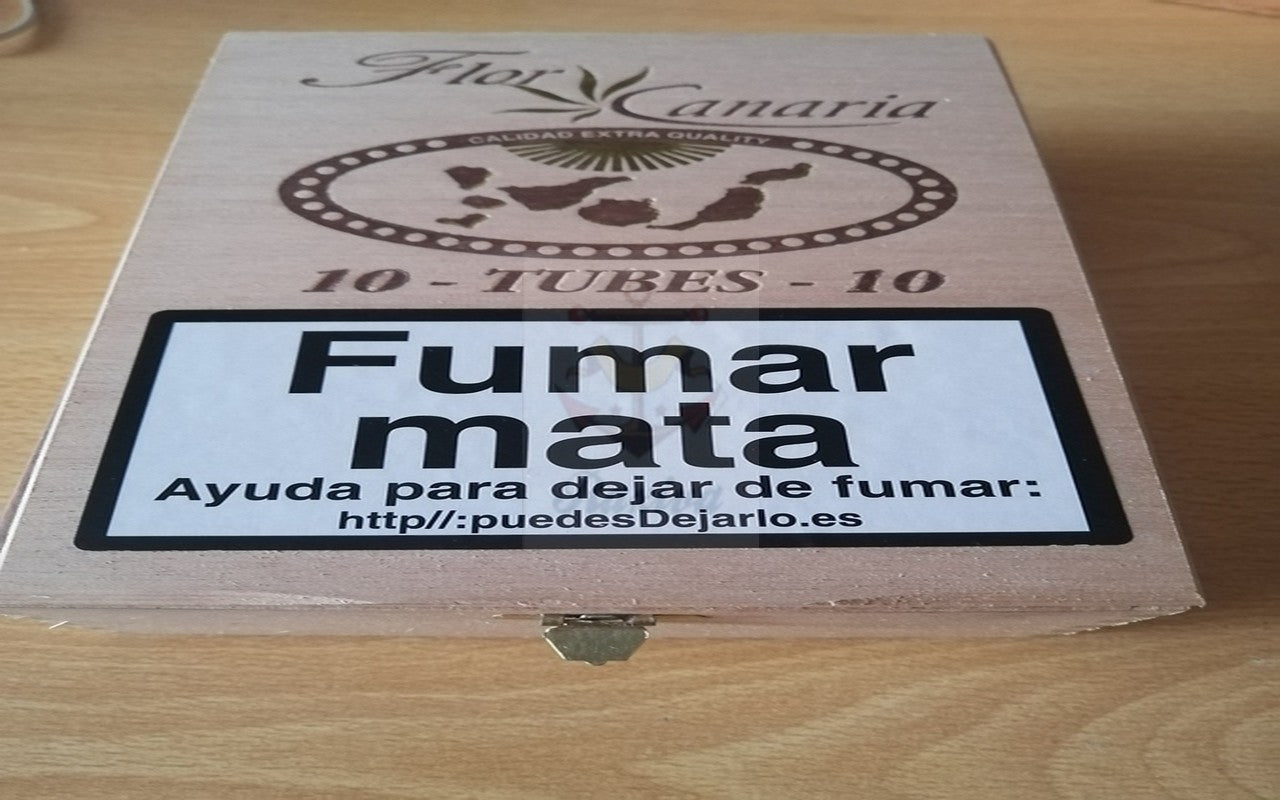 Flor Canaria
CALIDAD EXTRA QUALITY
10 - TUBES - 10
Fumar
mata
Ayuda para dejar de fumar:
http//:puedesDejarlo.es